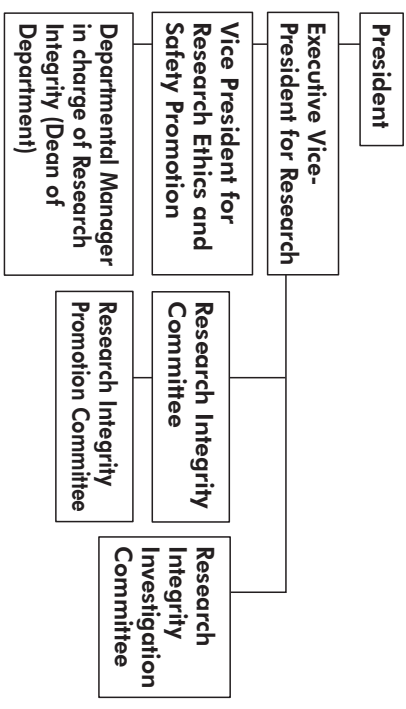 President
Executive Vice-
President for Research
Vice President for
Research Ethics and
Safety Promotion
Departmental Manager
in charge of Research
Integrity (Dean of
Department)
Research Integrity
Committee
Research Integrity
Promotion Committee
Research
Integrity
Investigation
Committee